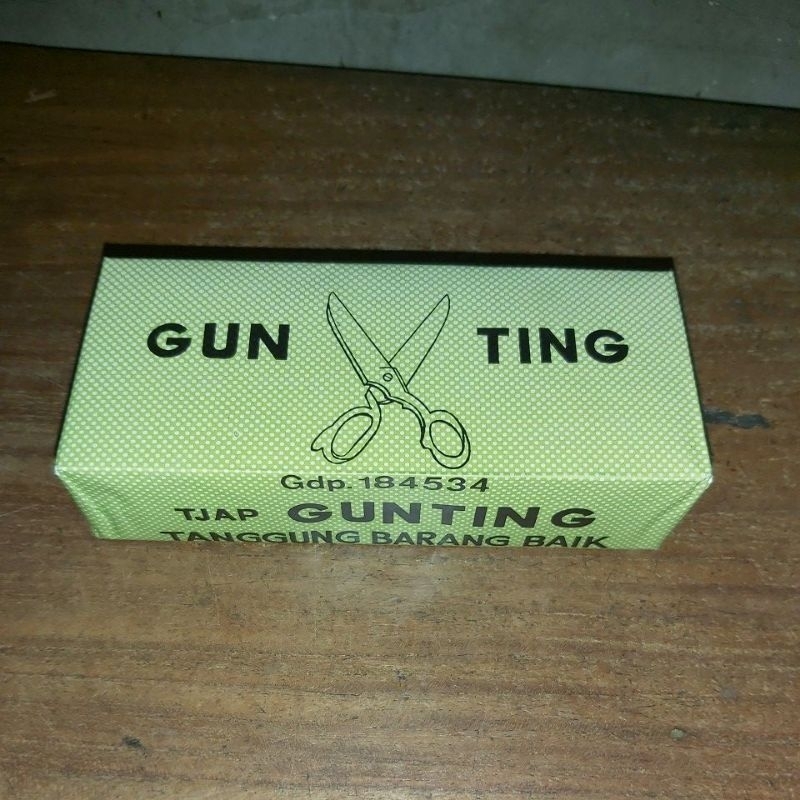 GUN TING
Gdp. 184534
TJAP GUNTING
TANGGUNG BARANG BAIK